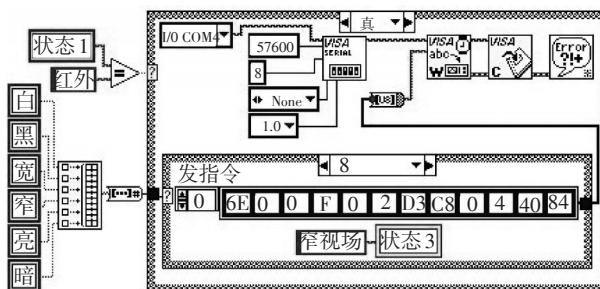 I/0 COM4
真
状态 1
红外
=
?
57600
8
None
1.0
VISA
SERIAL
VISA
abc
W
VISA
C
Error
?!+
[U8]
白
黑
宽
窄
亮
暗
[...]#
?
8
发指令
0
6E 0 0 F 0 2 D3 C8 0 4 40 84
窄视场
状态 3